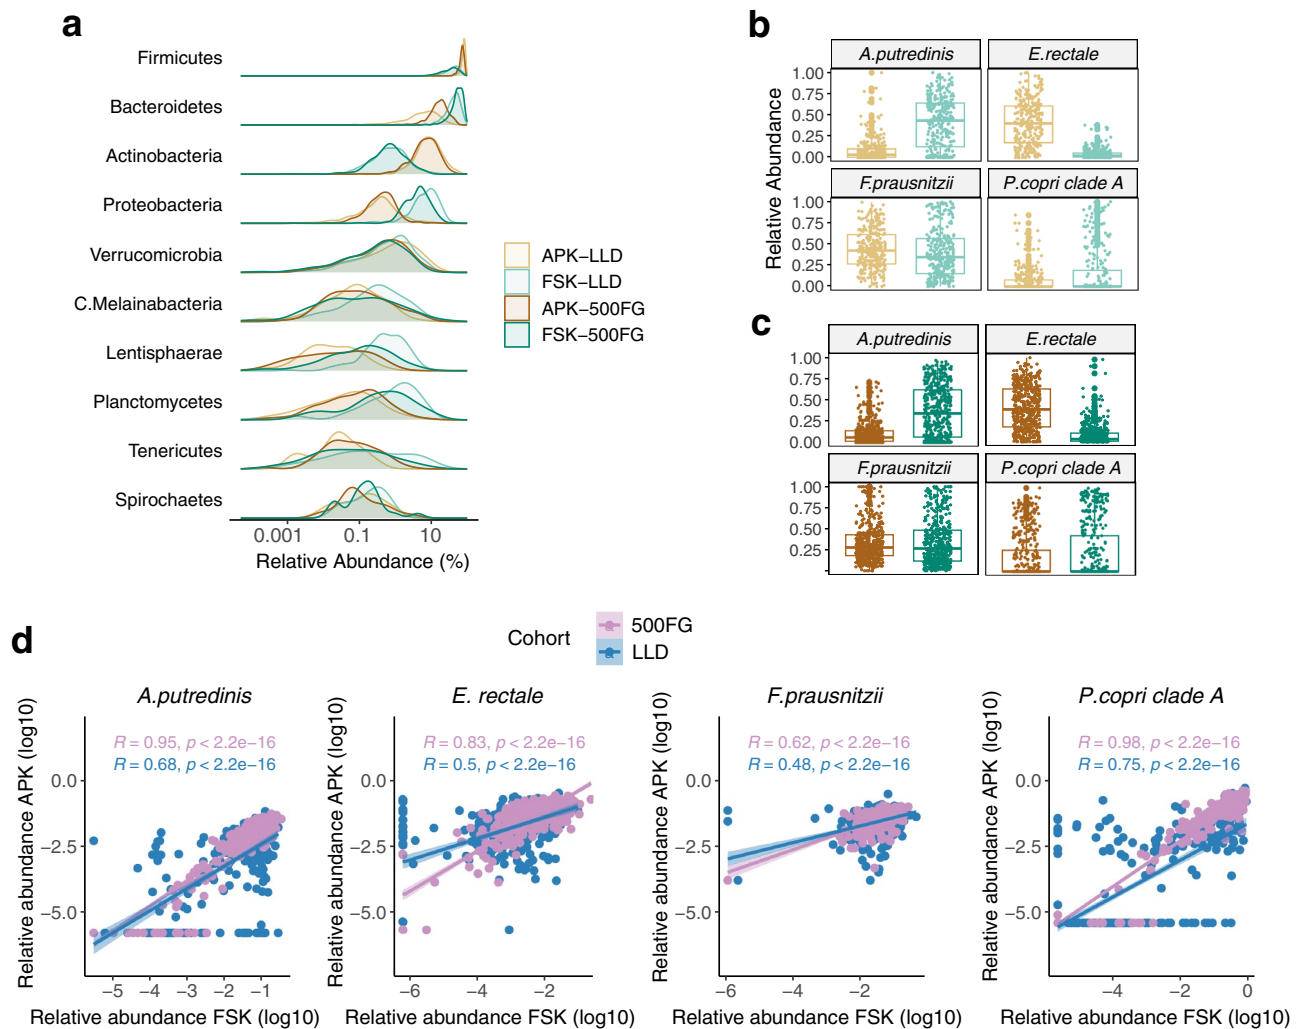 a
Firmicutes
Bacteroidetes
Actinobacteria
Proteobacteria
Verrucomicrobia
C.Melainabacteria
Lentisphaerae
Planctomycetes
Tenericutes
Spirochaetes
0.001 0.1 10
Relative Abundance (%)
APK−LLD
FSK−LLD
APK−500FG
FSK−500FG
b
Relative Abundance
A.putredinis E.rectale
1.00
0.75
0.50
0.25
0.00
F.prausnitzii P.copri clade A
1.00
0.75
0.50
0.25
0.00
c
A.putredinis E.rectale
1.00
0.75
0.50
0.25
0.00
F.prausnitzii P.copri clade A
1.00
0.75
0.50
0.25
d
Cohort
500FG
LLD
A.putredinis
R = 0.95, p < 2.2e−16
R = 0.68, p < 2.2e−16
Relative abundance APK (log10)
0.0
−2.5
−5.0
−5 −4 −3 −2 −1
Relative abundance FSK (log10)
E. rectale
R = 0.83, p < 2.2e−16
R = 0.5, p < 2.2e−16
Relative abundance APK (log10)
0.0
−2.5
−5.0
−6 −4 −2
Relative abundance FSK (log10)
F.prausnitzii
R = 0.62, p < 2.2e−16
R = 0.48, p < 2.2e−16
Relative abundance APK (log10)
0.0
−2.5
−5.0
−6 −4 −2
Relative abundance FSK (log10)
P.copri clade A
R = 0.98, p < 2.2e−16
R = 0.75, p < 2.2e−16
Relative abundance APK (log10)
0.0
−2.5
−5.0
−4 −2 0
Relative abundance FSK (log10)